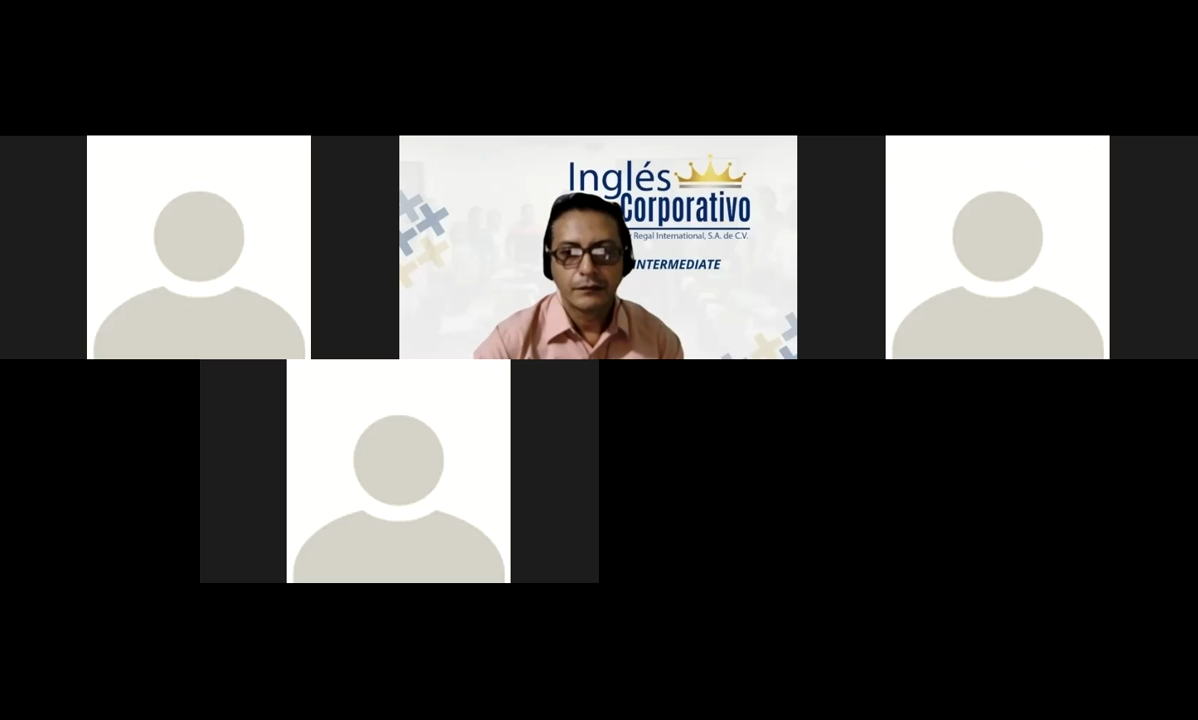 Inglés
Corporativo
Regal International, S.A. de C.V.
INTERMEDIATE